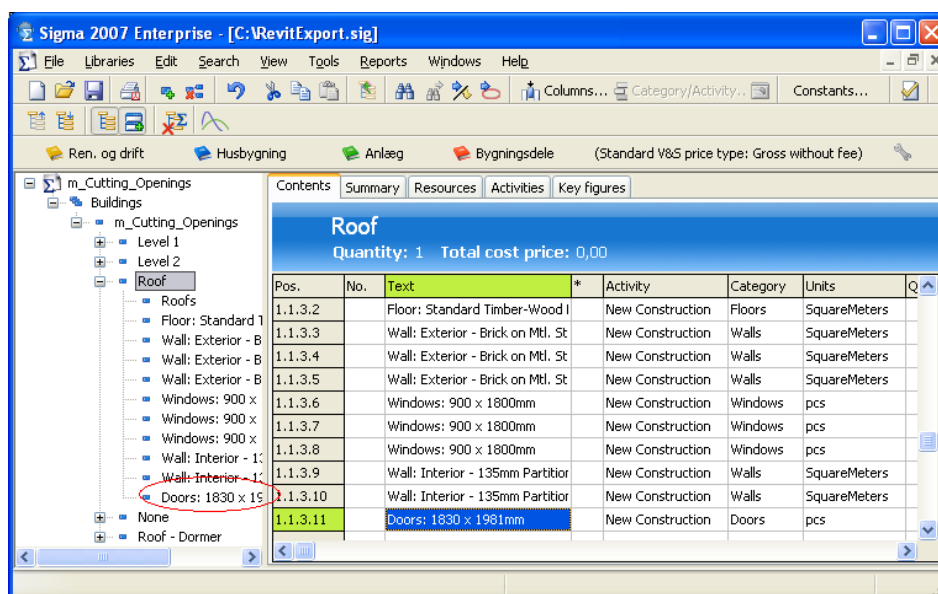 Sigma 2007 Enterprise - [C:\RevitExport.sig]
File Libraries Edit Search View Tools Reports Windows Help
Columns... Category/Activity.. Constants...
Ren. og drift Husbygning Anlæg Bygningsdele (Standard V&S price type: Gross without fee)
m_Cutting_Openings
Buildings
m_Cutting_Openings
Level 1
Level 2
Roof
Roofs
Floor: Standard T
Wall: Exterior - B
Wall: Exterior - B
Wall: Exterior - B
Windows: 900 x
Windows: 900 x
Windows: 900 x
Wall: Interior - 13
Wall: Interior - 13
Doors: 1830 x 19
None
Roof - Dormer
Contents Summary Resources Activities Key figures
Roof
Quantity: 1 Total cost price: 0,00
Pos. No. Text * Activity Category Units Q
1.1.3.2 Floor: Standard Timber-Wood New Construction Floors SquareMeters
1.1.3.3 Wall: Exterior - Brick on Mtl. St New Construction Walls SquareMeters
1.1.3.4 Wall: Exterior - Brick on Mtl. St New Construction Walls SquareMeters
1.1.3.5 Wall: Exterior - Brick on Mtl. St New Construction Walls SquareMeters
1.1.3.6 Windows: 900 x 1800mm New Construction Windows pcs
1.1.3.7 Windows: 900 x 1800mm New Construction Windows pcs
1.1.3.8 Windows: 900 x 1800mm New Construction Windows pcs
1.1.3.9 Wall: Interior - 135mm Partition New Construction Walls SquareMeters
1.1.3.10 Wall: Interior - 135mm Partition New Construction Walls SquareMeters
1.1.3.11 Doors: 1830 x 1981mm New Construction Doors pcs